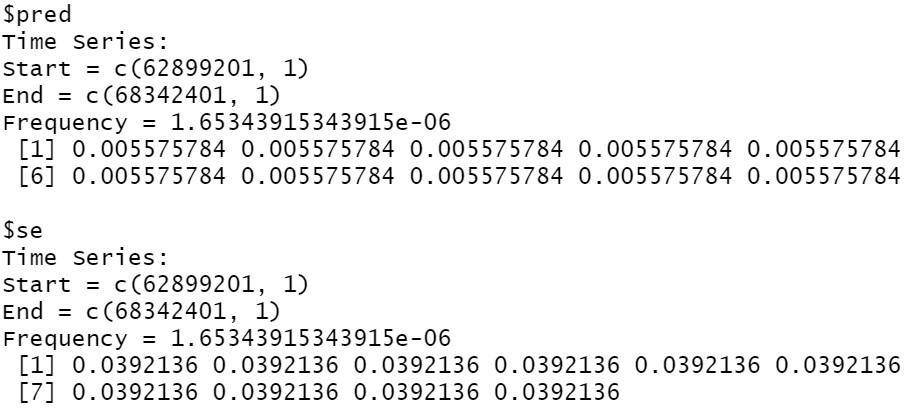 $pred
Time Series:
Start = c(62899201, 1)
End = c(68342401, 1)
Frequency = 1.65343915343915e-06
 [1] 0.005575784 0.005575784 0.005575784 0.005575784 0.005575784
 [6] 0.005575784 0.005575784 0.005575784 0.005575784 0.005575784

$se
Time Series:
Start = c(62899201, 1)
End = c(68342401, 1)
Frequency = 1.65343915343915e-06
 [1] 0.0392136 0.0392136 0.0392136 0.0392136 0.0392136 0.0392136
 [7] 0.0392136 0.0392136 0.0392136 0.0392136